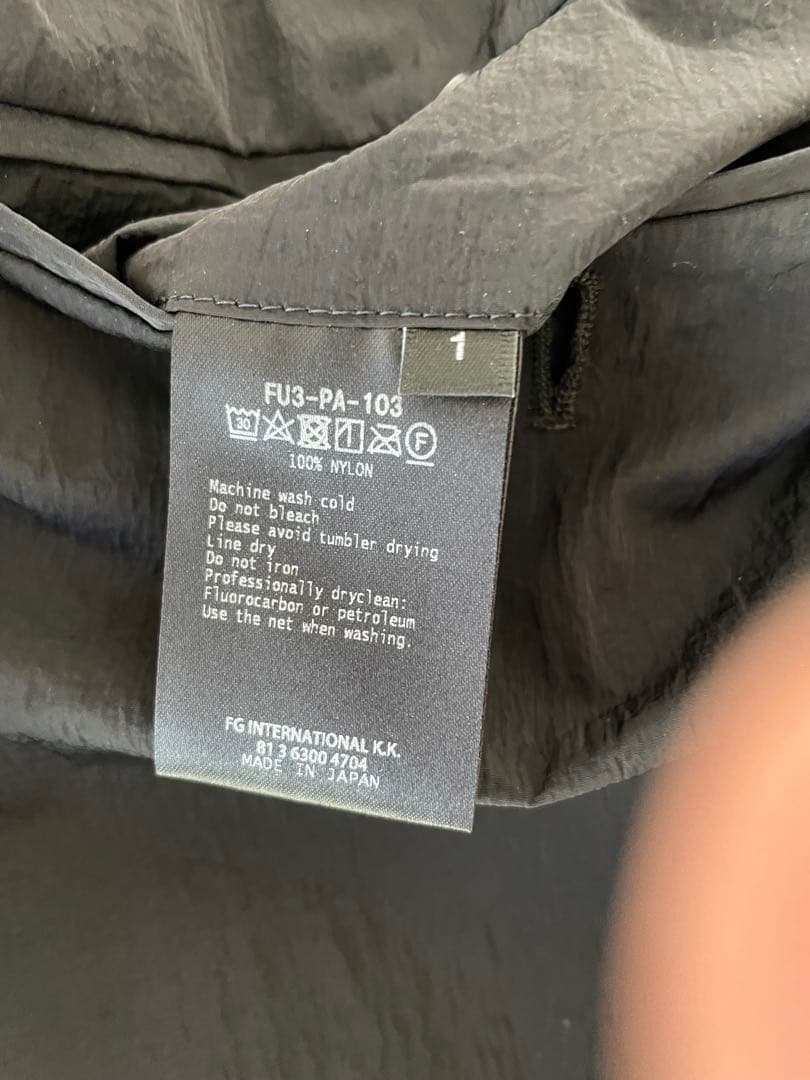 1
FU3-PA-103
30 F
100% NYLON
Machine wash cold
Do not bleach
Please avoid tumbler drying
Line dry
Do not iron
Professionally dryclean:
Fluorocarbon or petroleum
Use the net when washing.
FG INTERNATIONAL K.K.
81 3 6300 4704
MADE IN JAPAN